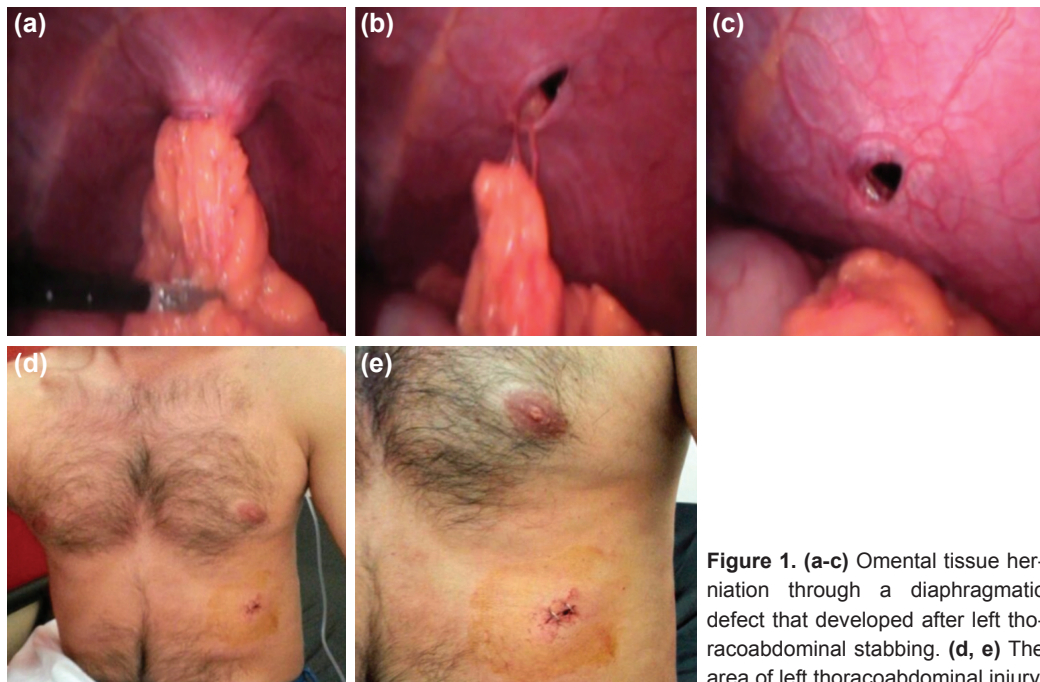 (a)
(b)
(c)
(d)
(e)
Figure 1. (a-c) Omental tissue her-
niation through a diaphragmatic
defect that developed after left tho-
racoabdominal stabbing. (d, e) The
area of left thoracoabdominal injury